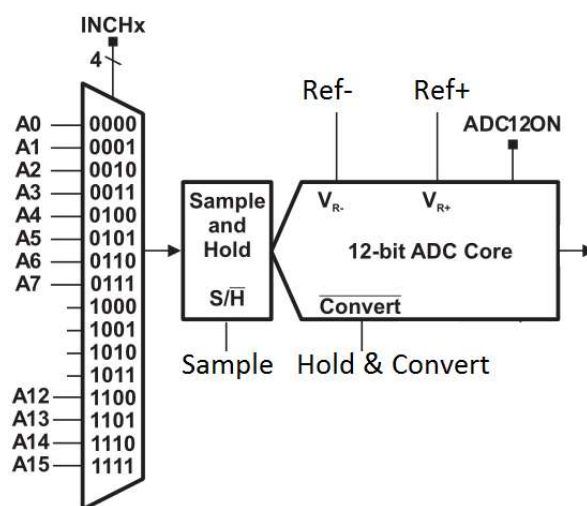 INCHx
4
Ref-
Ref+
ADC12ON
A0 0000
A1 0001
A2 0010
A3 0011
A4 0100
A5 0101
A6 0110
A7 0111
1000
1001
1010
1011
A12 1100
A13 1101
A14 1110
A15 1111
Sample
and
Hold
S/H̅
VR-
VR+
12-bit ADC Core
Convert
Sample
Hold & Convert